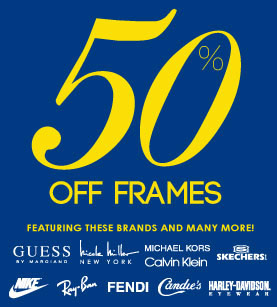 50%
OFF FRAMES
FEATURING THESE BRANDS AND MANY MORE!
GUESS BY MARCIANO nicole miller NEW YORK MICHAEL KORS Calvin Klein SKECHERS
NIKE Ray-Ban FENDI Candie's HARLEY-DAVIDSON EYEWEAR